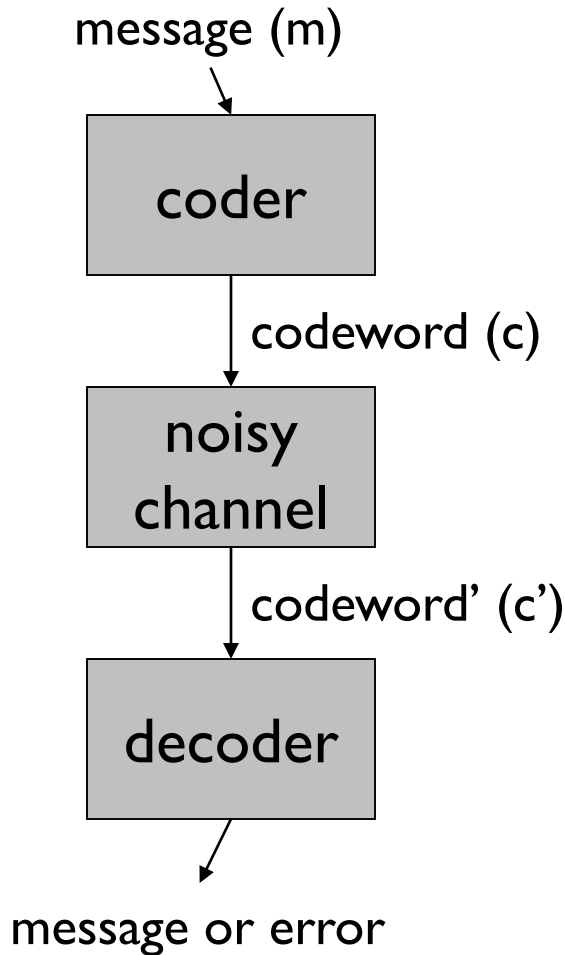 message (m)
coder
codeword (c)
noisy
channel
codeword’ (c’)
decoder
message or error